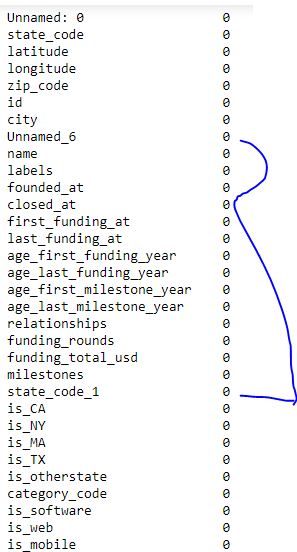 Unnamed: 0 0
state_code 0
latitude 0
longitude 0
zip_code 0
id 0
city 0
Unnamed_6 0
name 0
labels 0
founded_at 0
closed_at 0
first_funding_at 0
last_funding_at 0
age_first_funding_year 0
age_last_funding_year 0
age_first_milestone_year 0
age_last_milestone_year 0
relationships 0
funding_rounds 0
funding_total_usd 0
milestones 0
state_code_1 0
is_CA 0
is_NY 0
is_MA 0
is_TX 0
is_otherstate 0
category_code 0
is_software 0
is_web 0
is_mobile 0